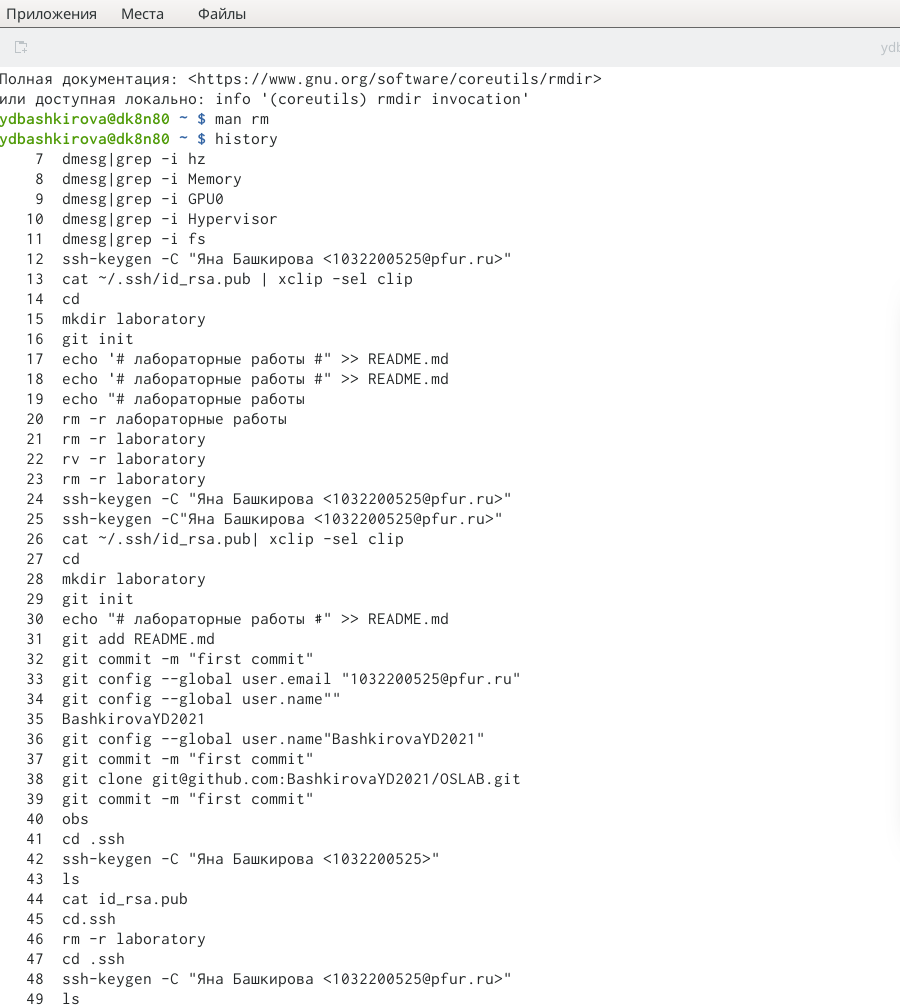 Приложения Места Файлы
ydb
Полная документация: <https://www.gnu.org/software/coreutils/rmdir>
или доступная локально: info '(coreutils) rmdir invocation'
ydbashkirova@dk8n80 ~ $ man rm
ydbashkirova@dk8n80 ~ $ history
7 dmesg|grep -i hz
8 dmesg|grep -i Memory
9 dmesg|grep -i GPU0
10 dmesg|grep -i Hypervisor
11 dmesg|grep -i fs
12 ssh-keygen -C "Яна Башкирова <1032200525@pfur.ru>"
13 cat ~/.ssh/id_rsa.pub | xclip -sel clip
14 cd
15 mkdir laboratory
16 git init
17 echo '# лабораторные работы #" >> README.md
18 echo '# лабораторные работы #" >> README.md
19 echo "# лабораторные работы
20 rm -r лабораторные работы
21 rm -r laboratory
22 rv -r laboratory
23 rm -r laboratory
24 ssh-keygen -C "Яна Башкирова <1032200525@pfur.ru>"
25 ssh-keygen -C"Яна Башкирова <1032200525@pfur.ru>"
26 cat ~/.ssh/id_rsa.pub| xclip -sel clip
27 cd
28 mkdir laboratory
29 git init
30 echo "# лабораторные работы #" >> README.md
31 git add README.md
32 git commit -m "first commit"
33 git config --global user.email "1032200525@pfur.ru"
34 git config --global user.name""
35 BashkirovaYD2021
36 git config --global user.name"BashkirovaYD2021"
37 git commit -m "first commit"
38 git clone git@github.com:BashkirovaYD2021/OSLAB.git
39 git commit -m "first commit"
40 obs
41 cd .ssh
42 ssh-keygen -C "Яна Башкирова <1032200525>"
43 ls
44 cat id_rsa.pub
45 cd.ssh
46 rm -r laboratory
47 cd .ssh
48 ssh-keygen -C "Яна Башкирова <1032200525@pfur.ru>"
49 ls